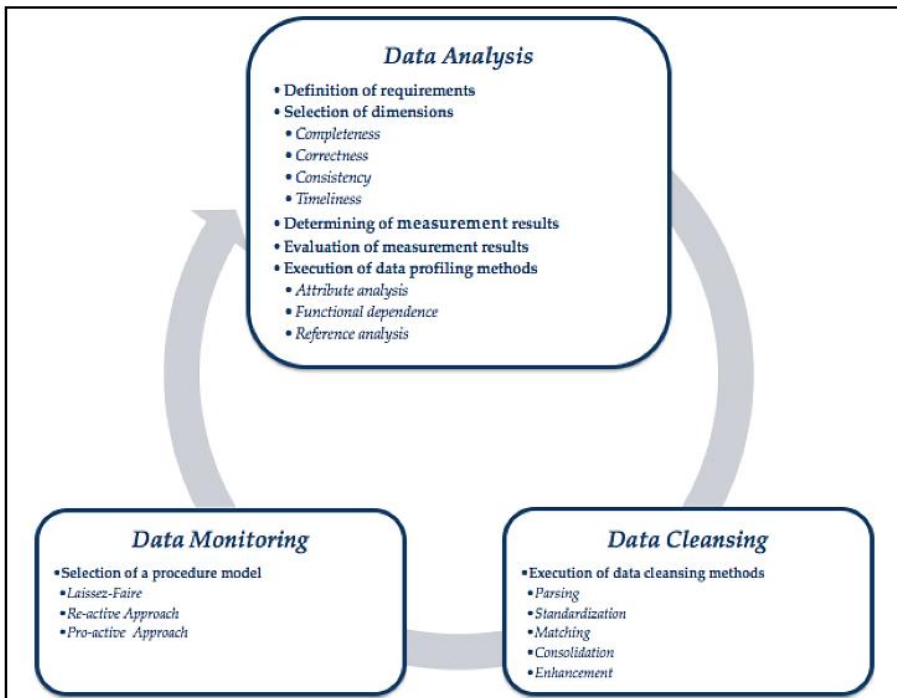 Data Analysis
• Definition of requirements
• Selection of dimensions
• Completeness
• Correctness
• Consistency
• Timeliness
• Determining of measurement results
• Evaluation of measurement results
• Execution of data profiling methods
• Attribute analysis
• Functional dependence
• Reference analysis
Data Monitoring
•Selection of a procedure model
•Laissez-Faire
•Re-active Approach
•Pro-active Approach
Data Cleansing
•Execution of data cleansing methods
•Parsing
•Standardization
•Matching
•Consolidation
•Enhancement